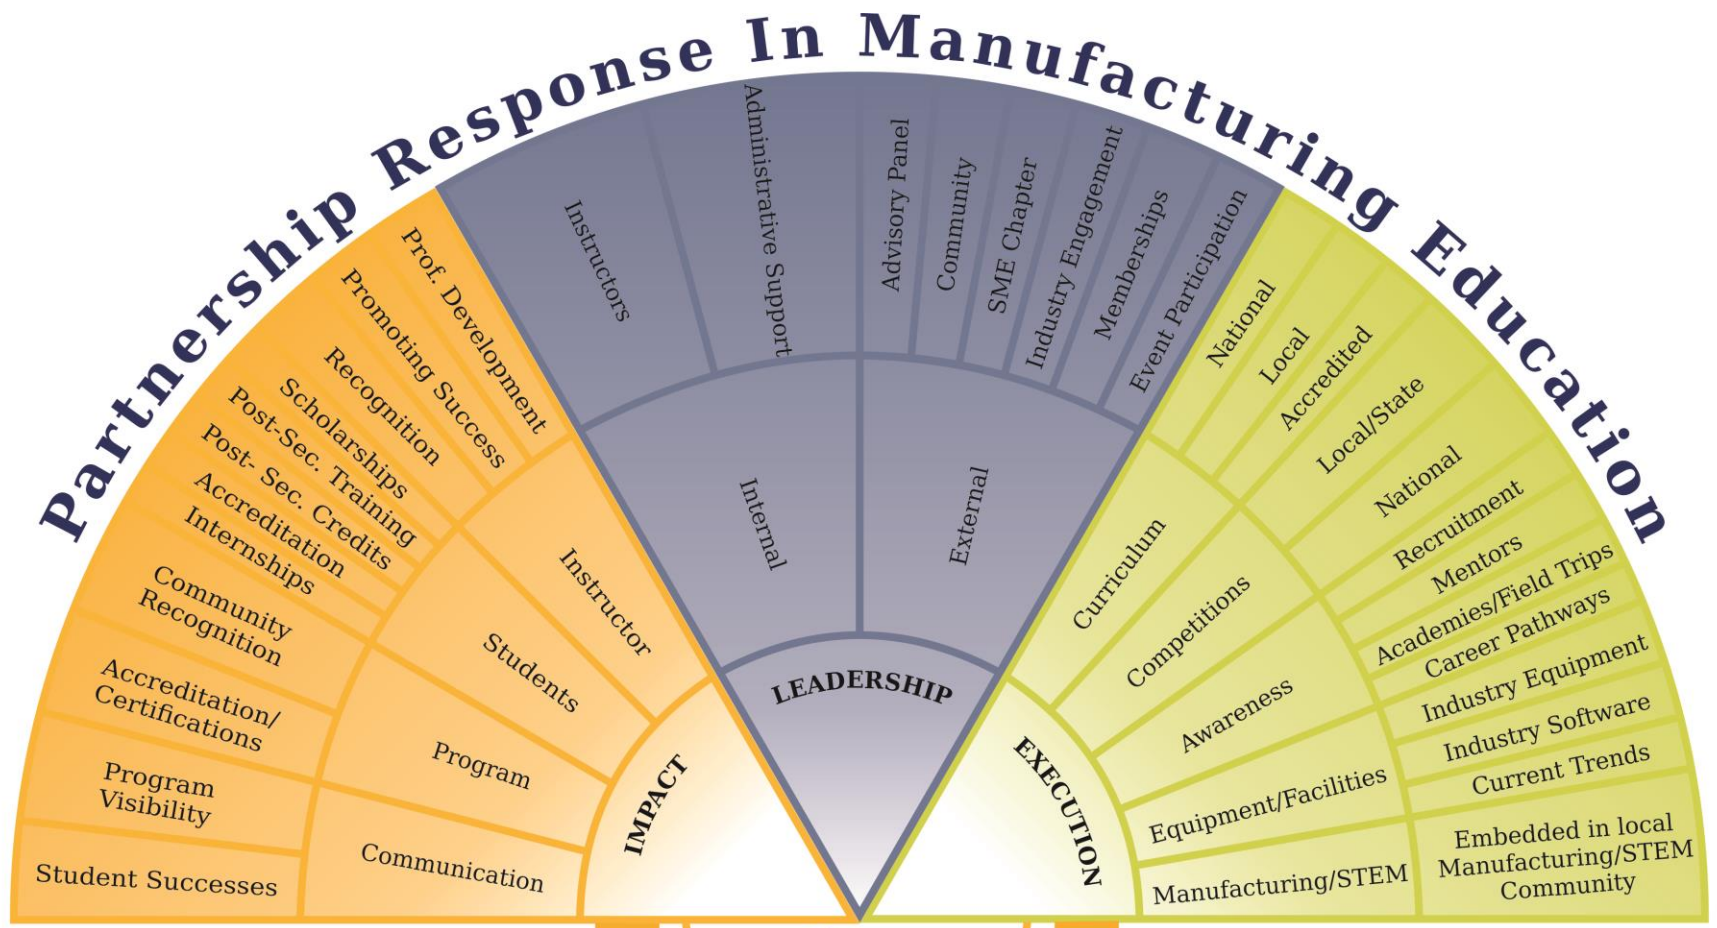 Partnership Response In Manufacturing Education
IMPACT
Instructor
Prof. Development
Promoting Success
Recognition
Students
Scholarships
Post-Sec. Training
Post- Sec. Credits
Accreditation
Internships
Program
Community
Recognition
Accreditation/
Certifications
Communication
Program
Visibility
Student Successes
LEADERSHIP
Internal
Instructors
Administrative Support
External
Advisory Panel
Community
SME Chapter
Industry Engagement
Memberships
Event Participation
EXECUTION
Curriculum
National
Local
Accredited
Competitions
Local/State
National
Awareness
Recruitment
Mentors
Academies/Field Trips
Career Pathways
Equipment/Facilities
Industry Equipment
Industry Software
Current Trends
Manufacturing/STEM
Embedded in local
Manufacturing/STEM
Community